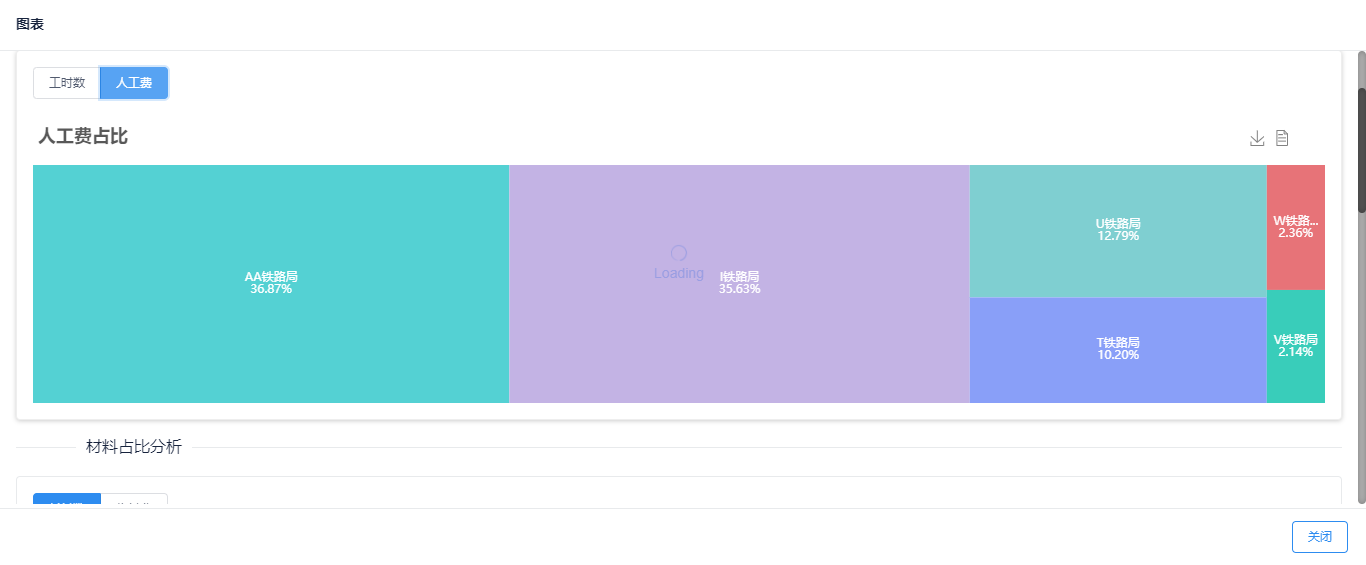 图表
工时数
人工费
人工费占比
AA铁路局
36.87%
Loading
I铁路局
35.63%
U铁路局
12.79%
T铁路局
10.20%
W铁路...
2.36%
V铁路局
2.14%
材料占比分析
关闭